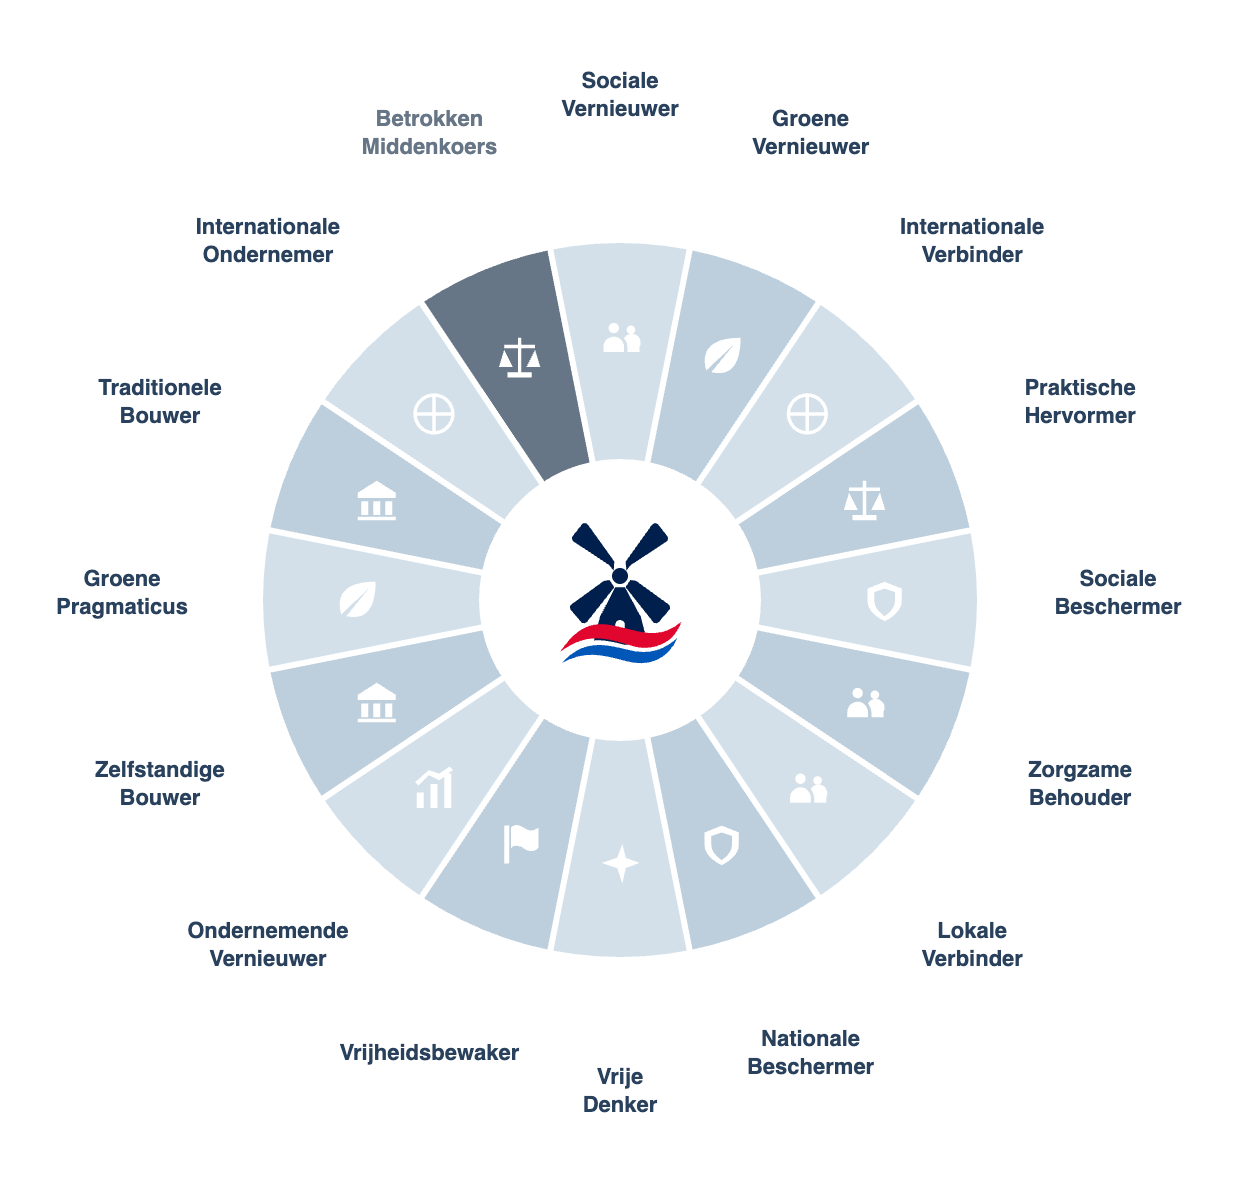 Sociale
Vernieuwer
Betrokken
Middenkoers
Groene
Vernieuwer
Internationale
Ondernemer
Internationale
Verbinder
Traditionele
Bouwer
Praktische
Hervormer
Groene
Pragmaticus
Sociale
Beschermer
Zelfstandige
Bouwer
Zorgzame
Behouder
Ondernemende
Vernieuwer
Lokale
Verbinder
Vrijheidsbewaker
Nationale
Beschermer
Vrije
Denker